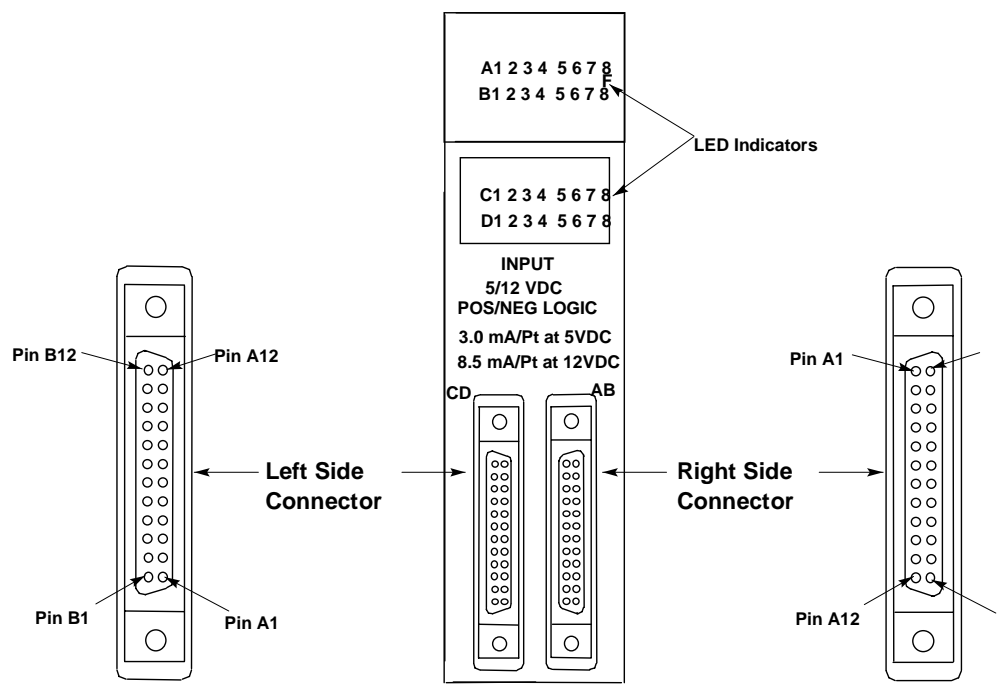 A1 2 3 4 5 6 7 8
F
B1 2 3 4 5 6 7 8
LED Indicators
C1 2 3 4 5 6 7 8
D1 2 3 4 5 6 7 8
INPUT
5/12 VDC
POS/NEG LOGIC
3.0 mA/Pt at 5VDC
8.5 mA/Pt at 12VDC
CD
AB
Pin B12
Pin A12
Pin A1
Left Side
Connector
Right Side
Connector
Pin B1
Pin A1
Pin A12